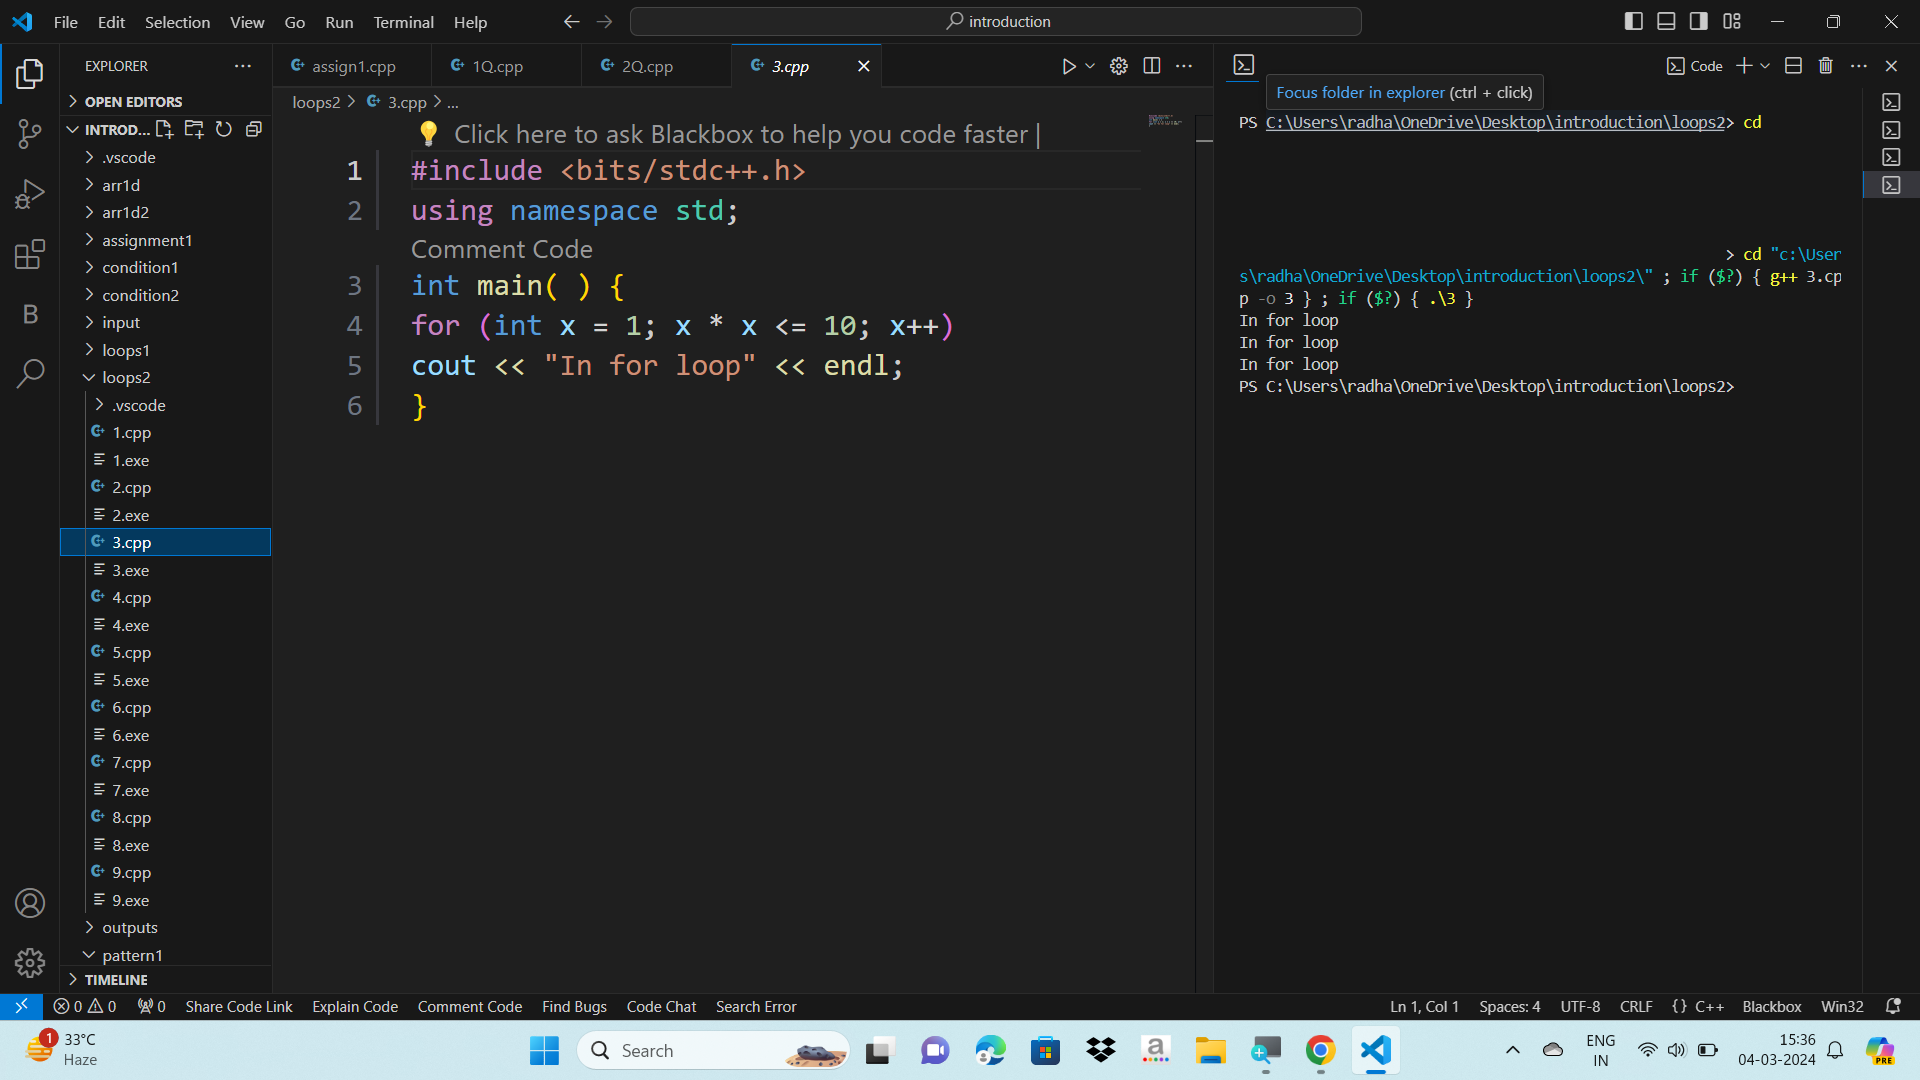 File Edit Selection View Go Run Terminal Help
introduction
EXPLORER
OPEN EDITORS
INTROD...
.vscode
arr1d
arr1d2
assignment1
condition1
condition2
input
loops1
loops2
.vscode
1.cpp
1.exe
2.cpp
2.exe
3.cpp
3.exe
4.cpp
4.exe
5.cpp
5.exe
6.cpp
6.exe
7.cpp
7.exe
8.cpp
8.exe
9.cpp
9.exe
outputs
pattern1
TIMELINE
assign1.cpp 1Q.cpp 2Q.cpp 3.cpp
loops2 > 3.cpp > ...
Click here to ask Blackbox to help you code faster |
1 #include <bits/stdc++.h>
2 using namespace std;
Comment Code
3 int main( ) {
4 for (int x = 1; x * x <= 10; x++)
5 cout << "In for loop" << endl;
6 }
Code
Focus folder in explorer (ctrl + click)
PS C:\Users\radha\OneDrive\Desktop\introduction\loops2> cd
> cd "c:\User
s\radha\OneDrive\Desktop\introduction\loops2\" ; if ($?) { g++ 3.cp
p -o 3 } ; if ($?) { .\3 }
In for loop
In for loop
In for loop
PS C:\Users\radha\OneDrive\Desktop\introduction\loops2>
0 0 0 Share Code Link Explain Code Comment Code Find Bugs Code Chat Search Error
Ln 1, Col 1 Spaces: 4 UTF-8 CRLF {} C++ Blackbox Win32
1
33°C
Haze
Search
a
PRE
ENG
IN
15:36
04-03-2024